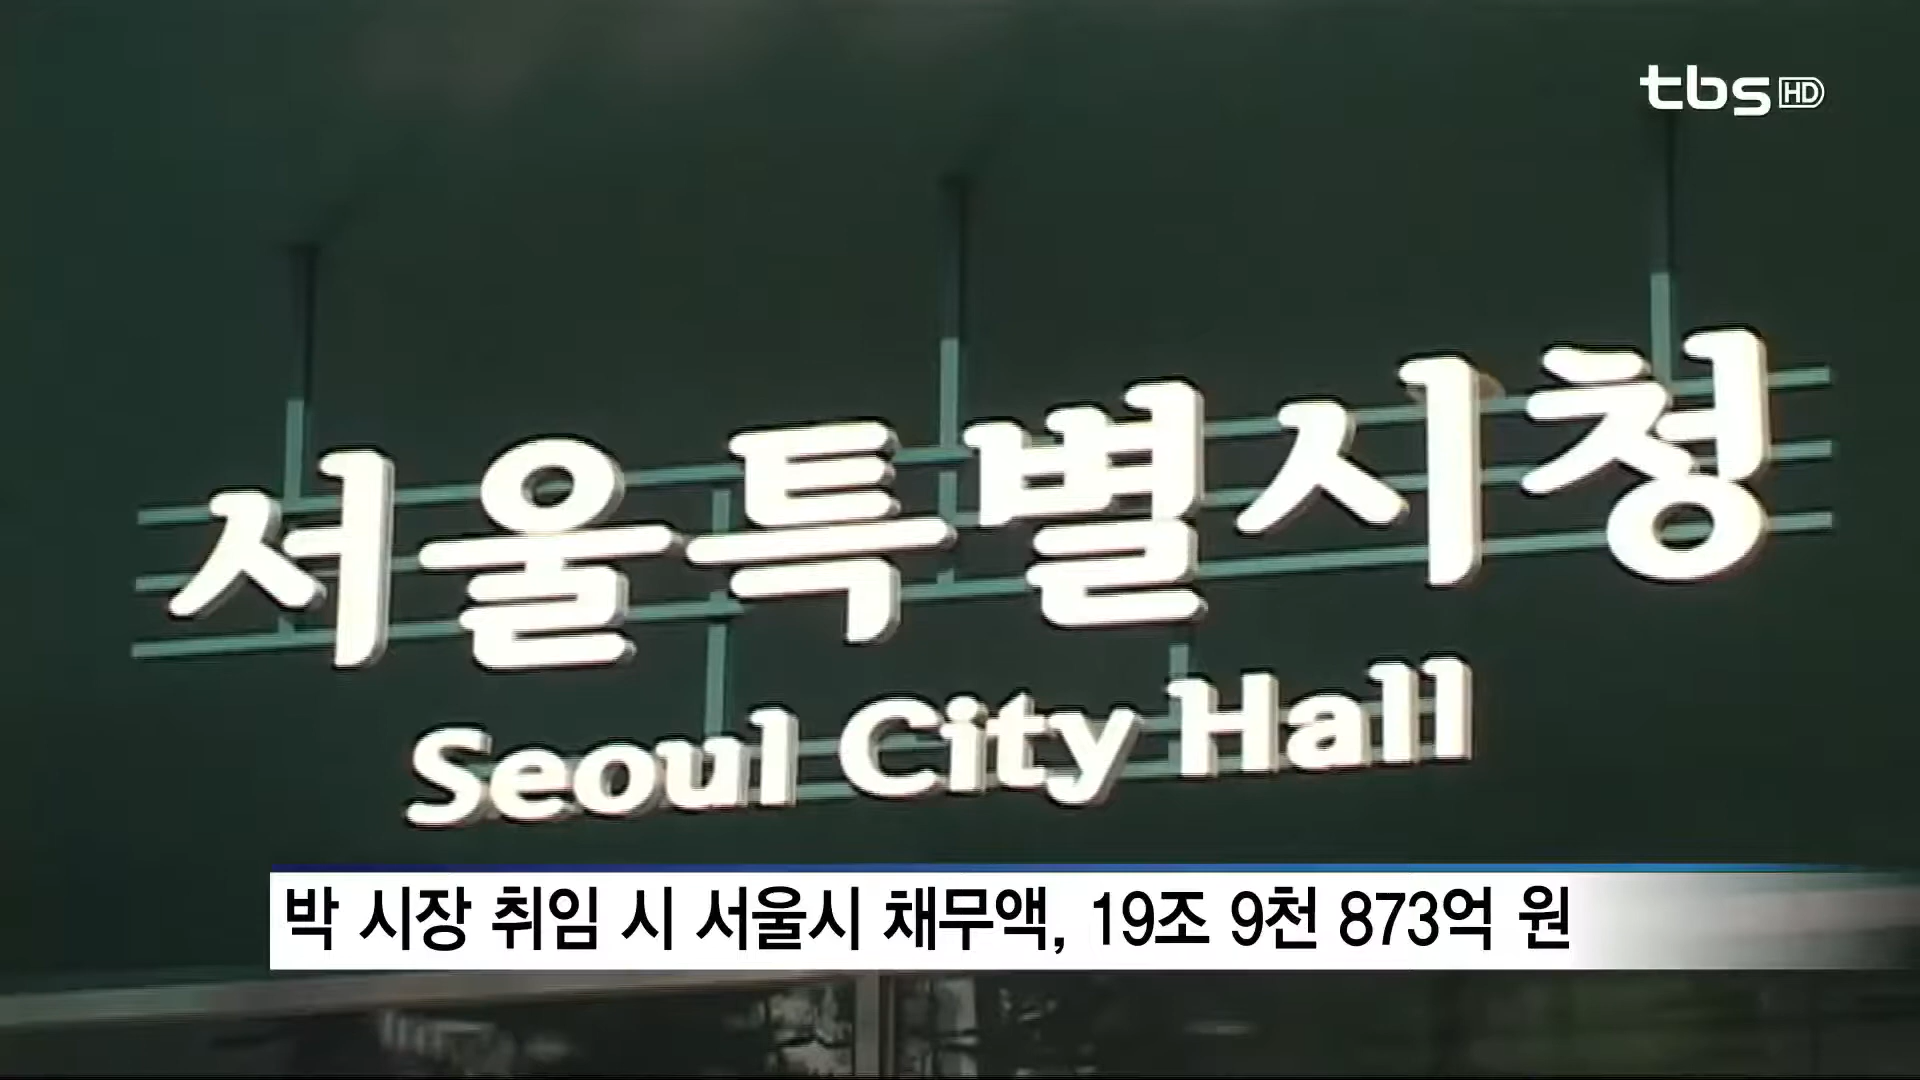 tbs HD
서울특별시청
Seoul City Hall
박 시장 취임 시 서울시 채무액, 19조 9천 873억 원